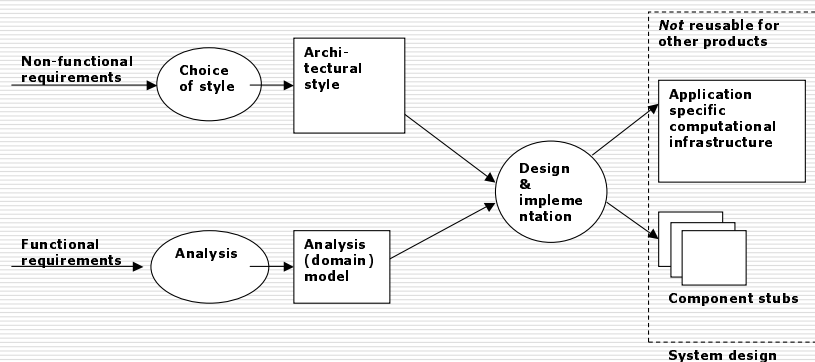 Non-functional
requirements
Choice
of style
Archi-
tectural
style
Functional
requirements
Analysis
Analysis
(domain)
model
Design
&
impleme
ntation
Not reusable for
other products
Application
specific
computational
infrastructure
Component stubs
System design